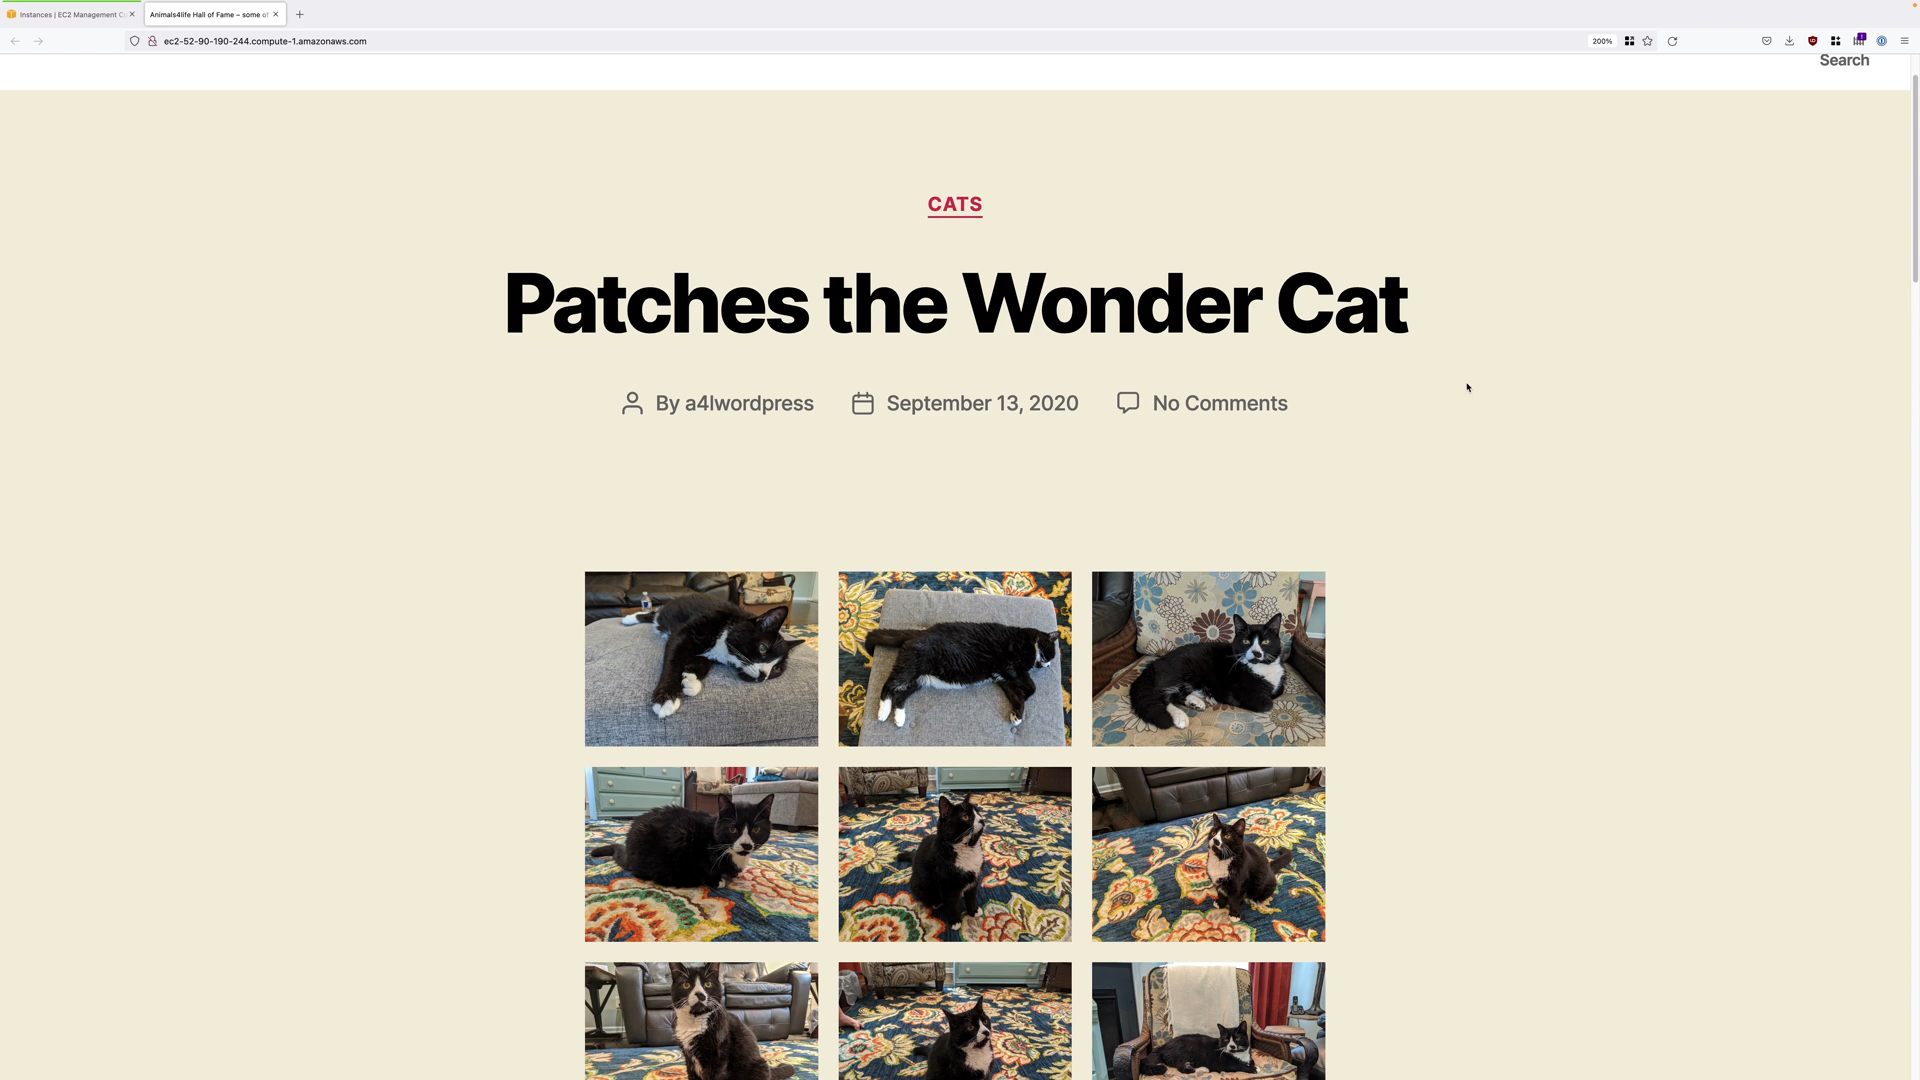 Instances | EC2 Management C
Animals4life Hall of Fame – some of
ec2-52-90-190-244.compute-1.amazonaws.com
200%
Search
CATS
Patches the Wonder Cat
By a4lwordpress
September 13, 2020
No Comments